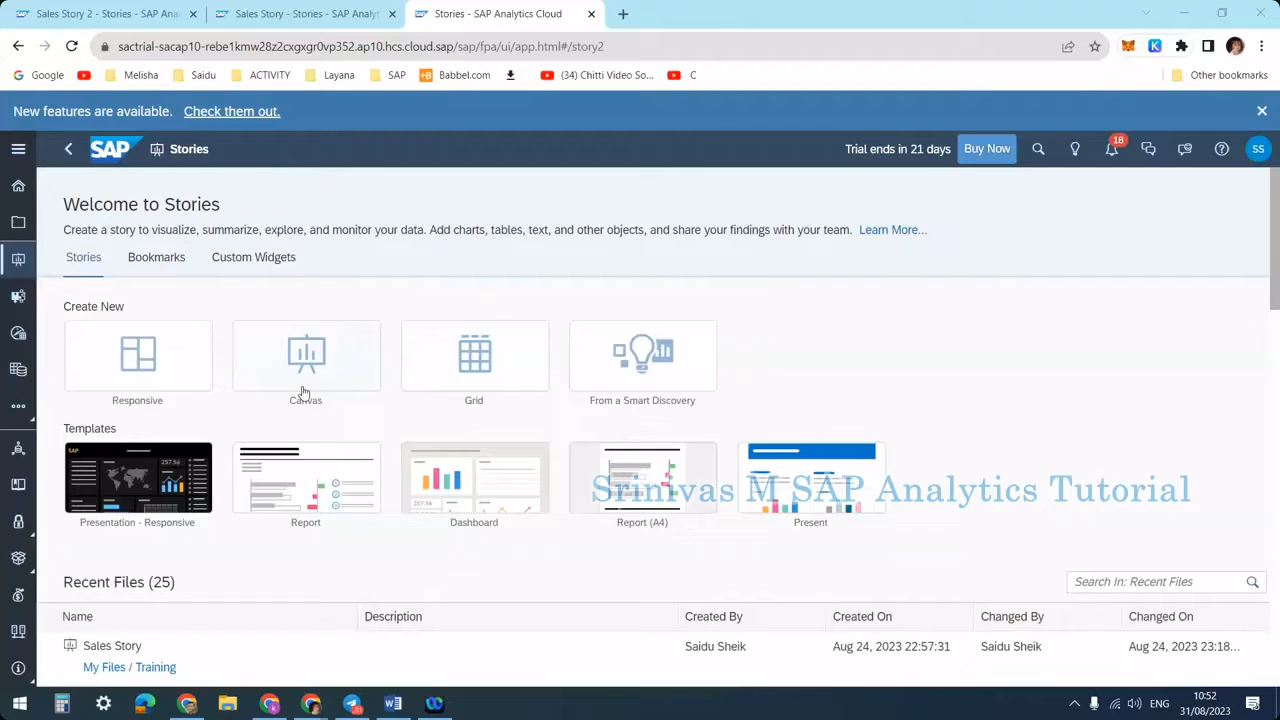 Sales Story 2 - Stories - SAP Ana
Sales Story - Stories - SAP Analyt
Stories - SAP Analytics Cloud
sactrial-sacap10-rebe1kmw28z2cxgxgr0vp352.ap10.hcs.cloud.sap/sap/fpa/ui/app.html#/story2
Google
Melisha
Saidu
ACTIVITY
Layana
SAP
Babbel.com
(34) Chitti Video So...
C
Other bookmarks
New features are available. Check them out.
SAP
Stories
Trial ends in 21 days
Buy Now
18
SS
Welcome to Stories
Create a story to visualize, summarize, explore, and monitor your data. Add charts, tables, text, and other objects, and share your findings with your team. Learn More...
Stories
Bookmarks
Custom Widgets
Create New
Responsive
Canvas
Grid
From a Smart Discovery
Templates
SAP
257.5k
Presentation - Responsive
Report
Dashboard
Report (A4)
Present
Srinivas M SAP Analytics Tutorial
Recent Files (25)
Search In: Recent Files
Name
Description
Created By
Created On
Changed By
Changed On
Sales Story
Saidu Sheik
Aug 24, 2023 22:57:31
Saidu Sheik
Aug 24, 2023 23:18...
My Files / Training
ENG
10:52
31/08/2023